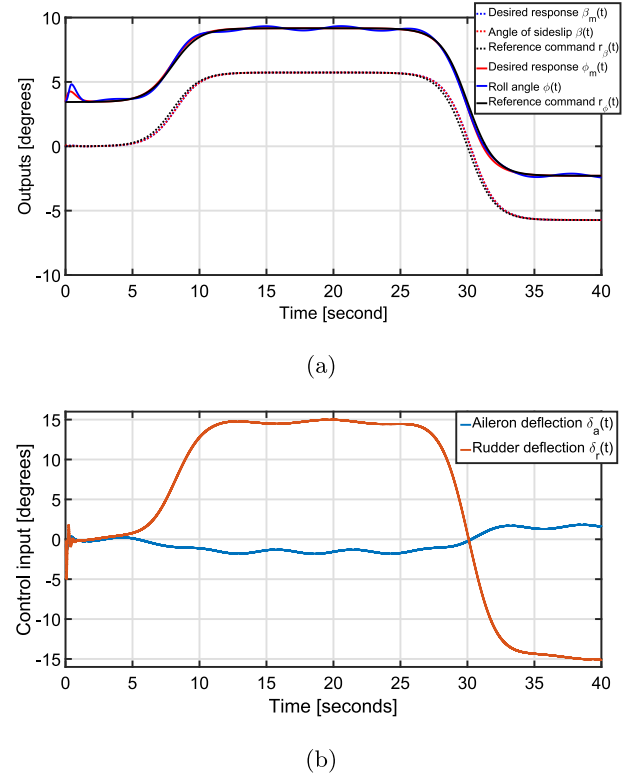 10
5
0
-5
-10
Outputs [degrees]
Desired response β_m(t)
Angle of sideslip β(t)
Reference command r_β(t)
Desired response ϕ_m(t)
Roll angle ϕ(t)
Reference command r_ϕ(t)
0 5 10 15 20 25 30 35 40
Time [second]
(a)
15
10
5
0
-5
-10
-15
Control input [degrees]
Aileron deflection δ_a(t)
Rudder deflection δ_r(t)
0 5 10 15 20 25 30 35 40
Time [seconds]
(b)